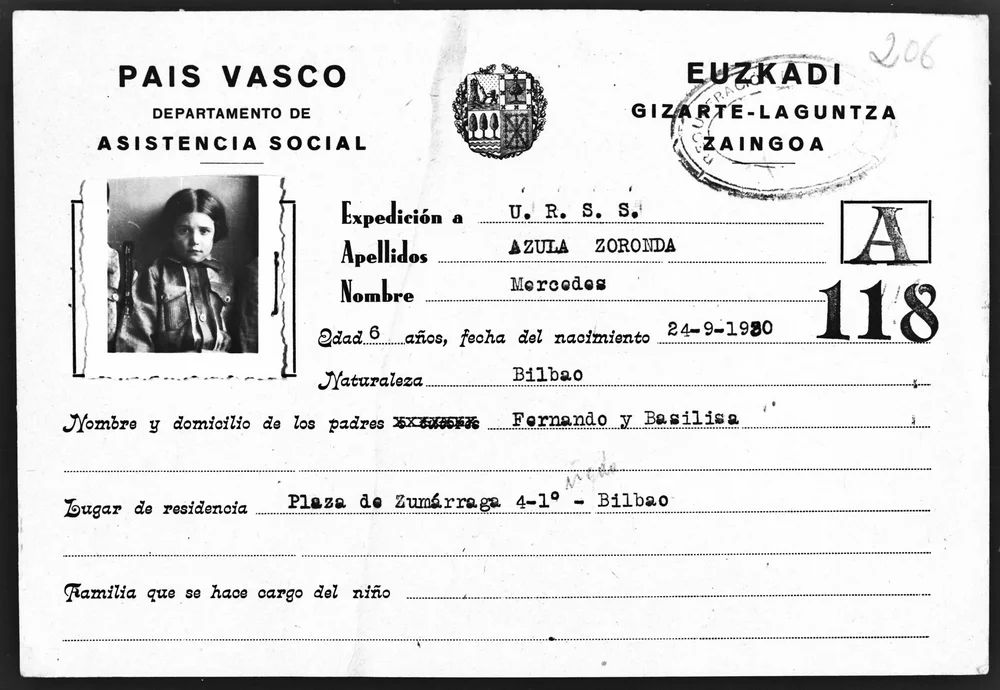 206
PAIS VASCO
DEPARTAMENTO DE
ASISTENCIA SOCIAL
EUZKADI
GIZARTE-LAGUNTZA
ZAINGOA
Expedición a U. R. S. S.
Apellidos AZULA ZORONDA
Nombre Mercedes
A
118
Edad 6 años, fecha del nacimiento 24-9-1930
Naturaleza Bilbao
Nombre y domicilio de los padres Fernando y Basilisa
Lugar de residencia Plaza de Zumárraga 4-1º - Bilbao
Familia que se hace cargo del niño